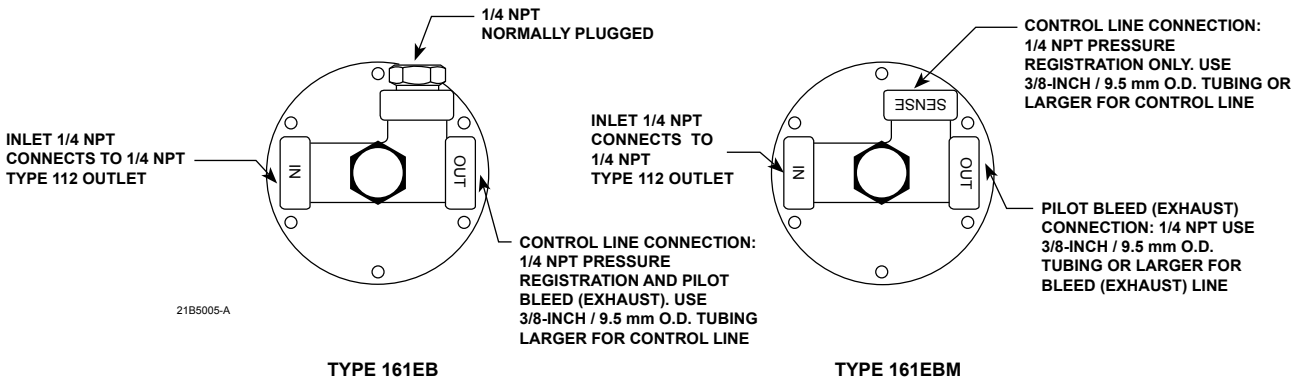 1/4 NPT
NORMALLY PLUGGED
INLET 1/4 NPT
CONNECTS TO 1/4 NPT
TYPE 112 OUTLET
IN
OUT
CONTROL LINE CONNECTION:
1/4 NPT PRESSURE
REGISTRATION AND PILOT
BLEED (EXHAUST). USE
3/8-INCH / 9.5 mm O.D. TUBING
LARGER FOR CONTROL LINE
21B5005-A
TYPE 161EB
CONTROL LINE CONNECTION:
1/4 NPT PRESSURE
REGISTRATION ONLY. USE
3/8-INCH / 9.5 mm O.D. TUBING OR
LARGER FOR CONTROL LINE
INLET 1/4 NPT
CONNECTS TO
1/4 NPT
TYPE 112 OUTLET
SENSE
IN
OUT
PILOT BLEED (EXHAUST)
CONNECTION: 1/4 NPT USE
3/8-INCH / 9.5 mm O.D.
TUBING OR LARGER FOR
BLEED (EXHAUST) LINE
TYPE 161EBM